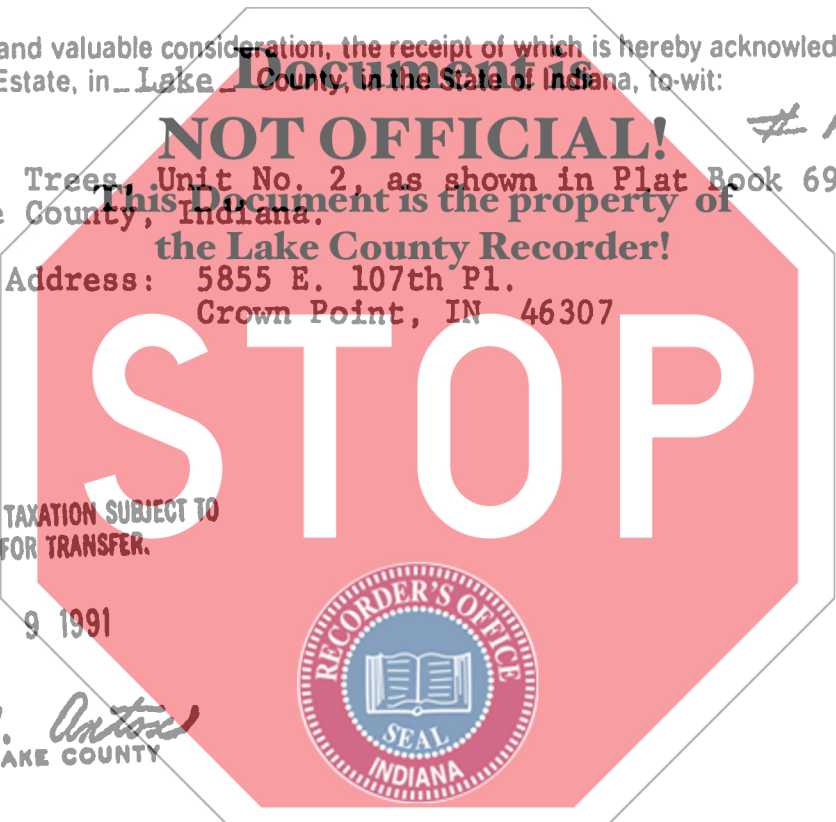 and valuable consideration, the receipt of which is hereby acknowled
Estate, in Lake County, in the State of Indiana, to-wit:
Document is
NOT OFFICIAL!
#
Trees, Unit No. 2, as shown in Plat Book 69
e County, Indiana.
This Document is the property of
the Lake County Recorder!
Address: 5855 E. 107th Pl.
Crown Point, IN 46307
STOP
TAXATION SUBJECT TO
FOR TRANSFER.
9 1991
RECORDER'S OFFICE
SEAL
INDIANA
. Anton
AKE COUNTY